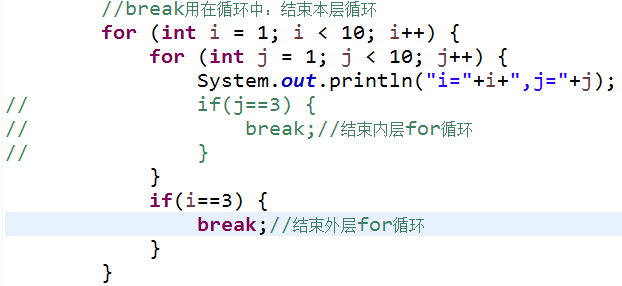 //break用在循环中：结束本层循环
for (int i = 1; i < 10; i++) {
for (int j = 1; j < 10; j++) {
System.out.println("i="+i+",j="+j);
// if(j==3) {
// break;//结束内层for循环
// }
}
if(i==3) {
break;//结束外层for循环
}
}